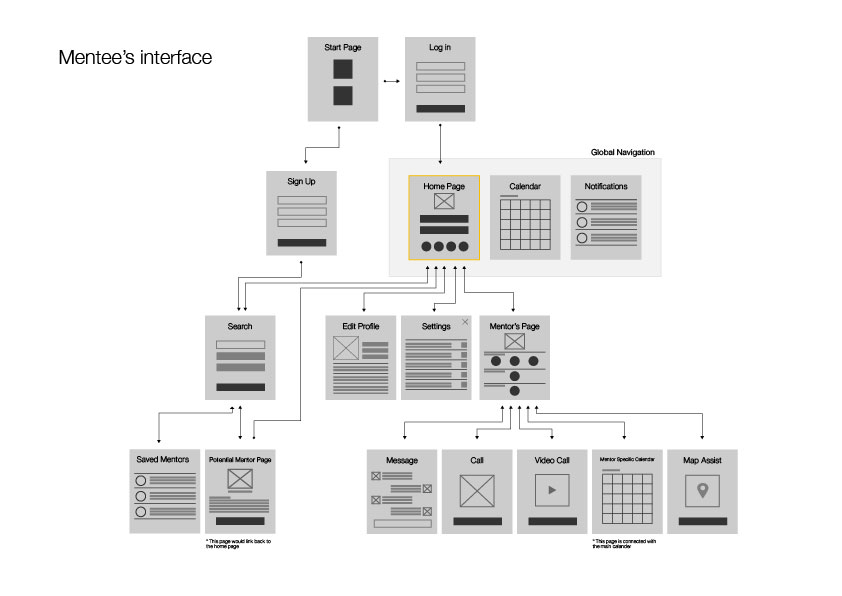 Mentee's interface
Start Page
Log in
Sign Up
Global Navigation
Home Page
Calendar
Notifications
Search
Edit Profile
Settings
Mentor's Page
Saved Mentors
Potential Mentor Page
Message
Call
Video Call
Mentor Specific Calendar
Map Assist
* This page would link back to
the home page
* This page is connected with
the main calender